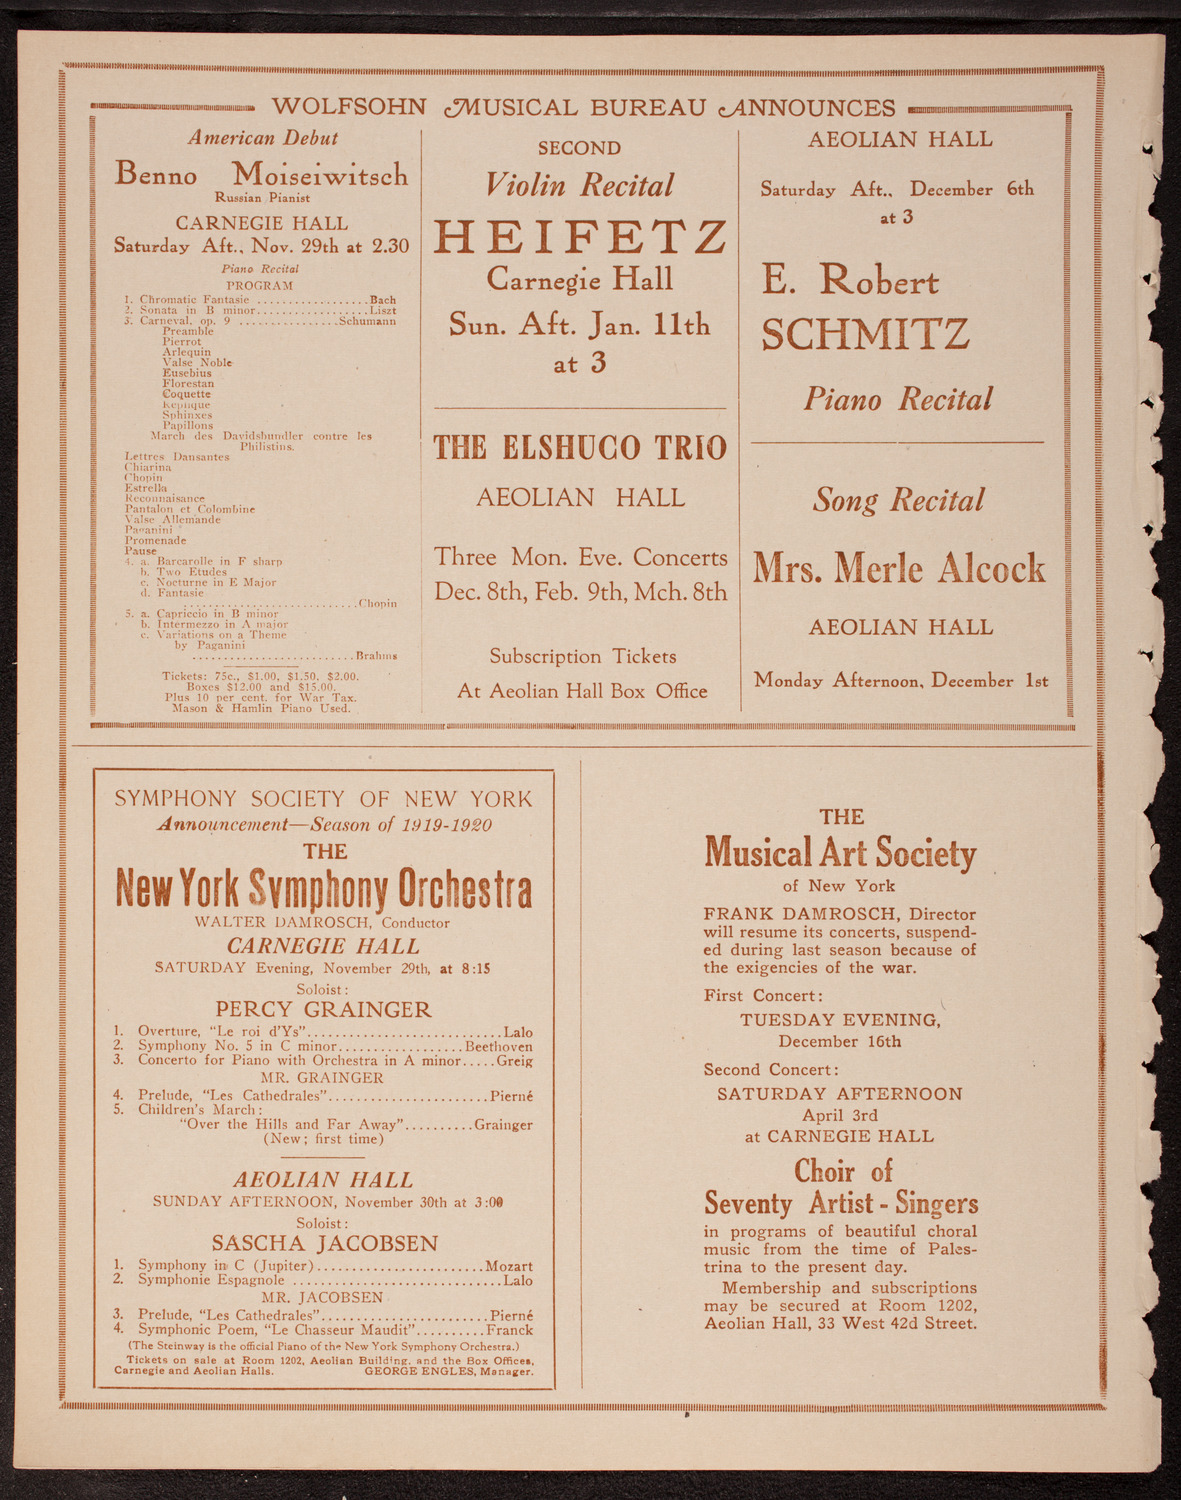 WOLFSOHN MUSICAL BUREAU ANNOUNCES
American Debut
Benno Moiseiwitsch
Russian Pianist
CARNEGIE HALL
Saturday Aft., Nov. 29th at 2.30
Piano Recital
PROGRAM
1. Chromatic Fantasie ..................Bach
2. Sonata in B minor..................Liszt
3. Carneval, op. 9 ................Schumann
Preamble
Pierrot
Arlequin
Valse Noble
Eusebius
Florestan
Coquette
Replique
Sphinxes
Papillons
March des Davidsbundler contre les
Philistins.
Lettres Dansantes
Chiarina
Chopin
Estrella
Reconnaisance
Pantalon et Colombine
Valse Allemande
Paganini
Promenade
Pause
4. a. Barcarolle in F sharp
b. Two Etudes
c. Nocturne in E Major
d. Fantasie
............................Chopin
5. a. Capriccio in B minor
b. Intermezzo in A major
c. Variations on a Theme
by Paganini
..........................Brahms
Tickets: 75c., $1.00, $1.50, $2.00.
Boxes $12.00 and $15.00.
Plus 10 per cent. for War Tax.
Mason & Hamlin Piano Used.
SECOND
Violin Recital
HEIFETZ
Carnegie Hall
Sun. Aft. Jan. 11th
at 3
THE ELSHUCO TRIO
AEOLIAN HALL
Three Mon. Eve. Concerts
Dec. 8th, Feb. 9th, Mch. 8th
Subscription Tickets
At Aeolian Hall Box Office
AEOLIAN HALL
Saturday Aft., December 6th
at 3
E. Robert
SCHMITZ
Piano Recital
Song Recital
Mrs. Merle Alcock
AEOLIAN HALL
Monday Afternoon, December 1st
SYMPHONY SOCIETY OF NEW YORK
Announcement—Season of 1919-1920
THE
New York Symphony Orchestra
WALTER DAMROSCH, Conductor
CARNEGIE HALL
SATURDAY Evening, November 29th, at 8:15
Soloist:
PERCY GRAINGER
1. Overture, "Le roi d'Ys"............................Lalo
2. Symphony No. 5 in C minor..................Beethoven
3. Concerto for Piano with Orchestra in A minor.....Greig
MR. GRAINGER
4. Prelude, "Les Cathedrales".......................Pierné
5. Children's March:
"Over the Hills and Far Away"..........Grainger
(New; first time)
AEOLIAN HALL
SUNDAY AFTERNOON, November 30th at 3:00
Soloist:
SASCHA JACOBSEN
1. Symphony in C (Jupiter)........................Mozart
2. Symphonie Espagnole ..............................Lalo
MR. JACOBSEN
3. Prelude, "Les Cathedrales"........................Pierné
4. Symphonic Poem, "Le Chasseur Maudit"..........Franck
(The Steinway is the official Piano of the New York Symphony Orchestra.)
Tickets on sale at Room 1202, Aeolian Building, and the Box Offices,
Carnegie and Aeolian Halls. GEORGE ENGLES, Manager.
THE
Musical Art Society
of New York
FRANK DAMROSCH, Director
will resume its concerts, suspend-
ed during last season because of
the exigencies of the war.
First Concert:
TUESDAY EVENING,
December 16th
Second Concert:
SATURDAY AFTERNOON
April 3rd
at CARNEGIE HALL
Choir of
Seventy Artist-Singers
in programs of beautiful choral
music from the time of Pales-
trina to the present day.
Membership and subscriptions
may be secured at Room 1202,
Aeolian Hall, 33 West 42d Street.